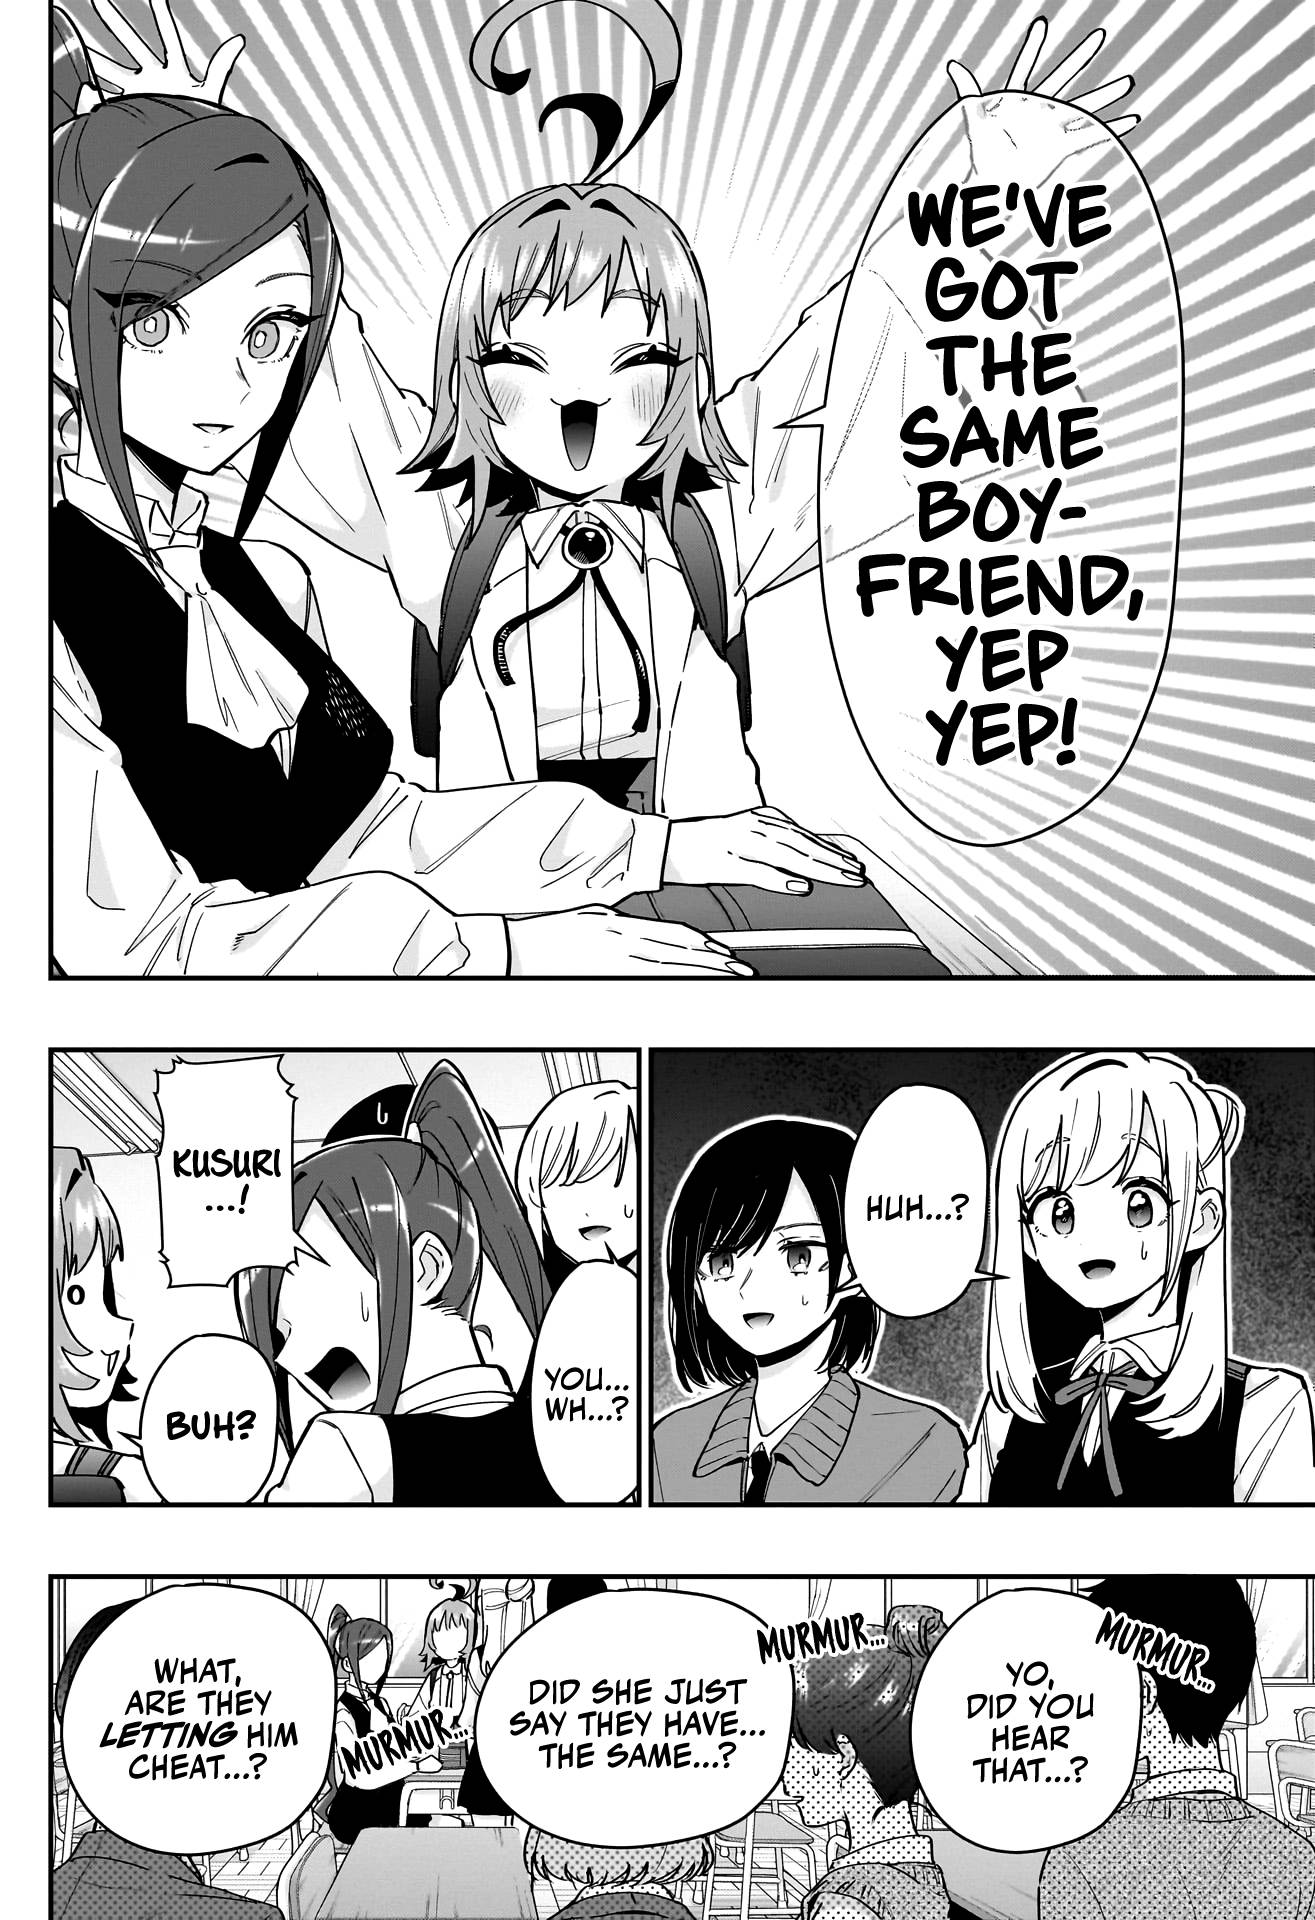 WE'VE
GOT
THE
SAME
BOY-
FRIEND,
YEP
YEP!
HUH...?
YOU...
WH...?
KUSURI
...!
BUH?
MURMUR...
YO,
DID YOU
HEAR
THAT...?
MURMUR...
DID SHE JUST
SAY THEY HAVE...
THE SAME...?
MURMUR...
WHAT,
ARE THEY
LETTING HIM
CHEAT...?